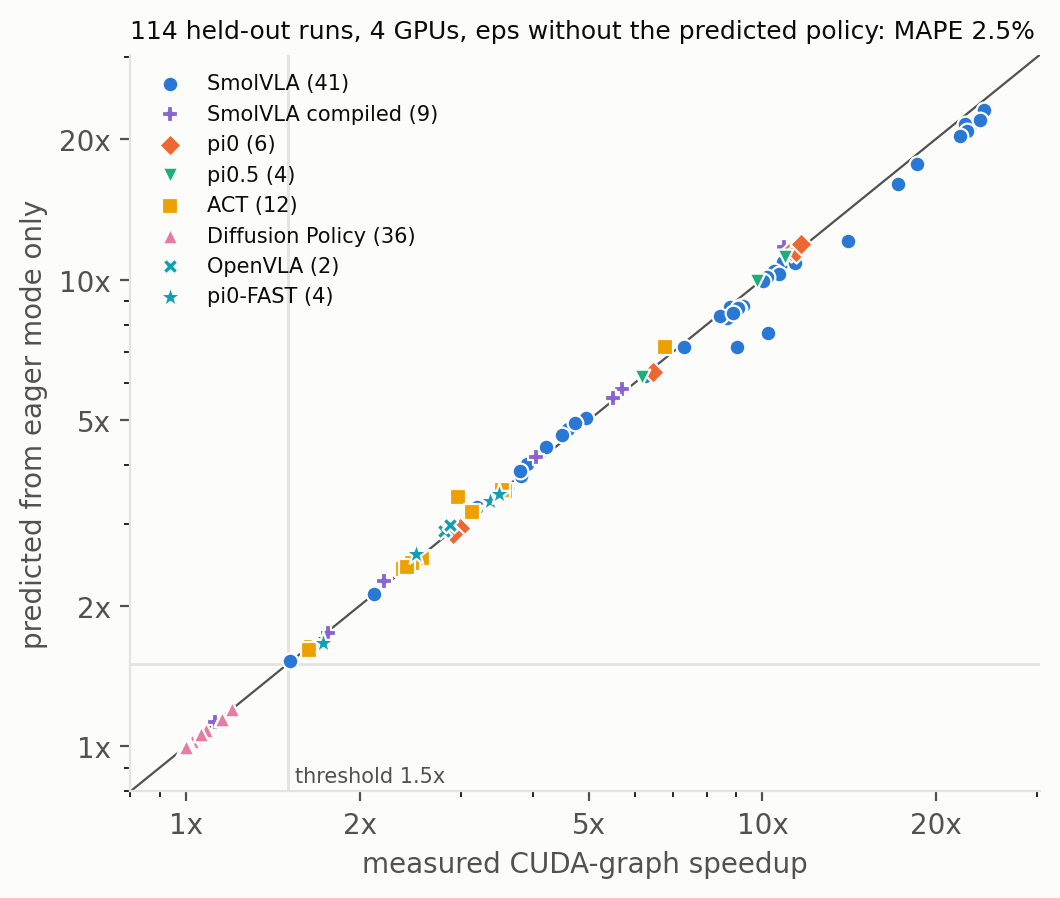 114 held-out runs, 4 GPUs, eps without the predicted policy: MAPE 2.5%
SmolVLA (41)
SmolVLA compiled (9)
pi0 (6)
pi0.5 (4)
ACT (12)
Diffusion Policy (36)
OpenVLA (2)
pi0-FAST (4)
predicted from eager mode only
20x
10x
5x
2x
1x
threshold 1.5x
1x
2x
5x
10x
20x
measured CUDA-graph speedup